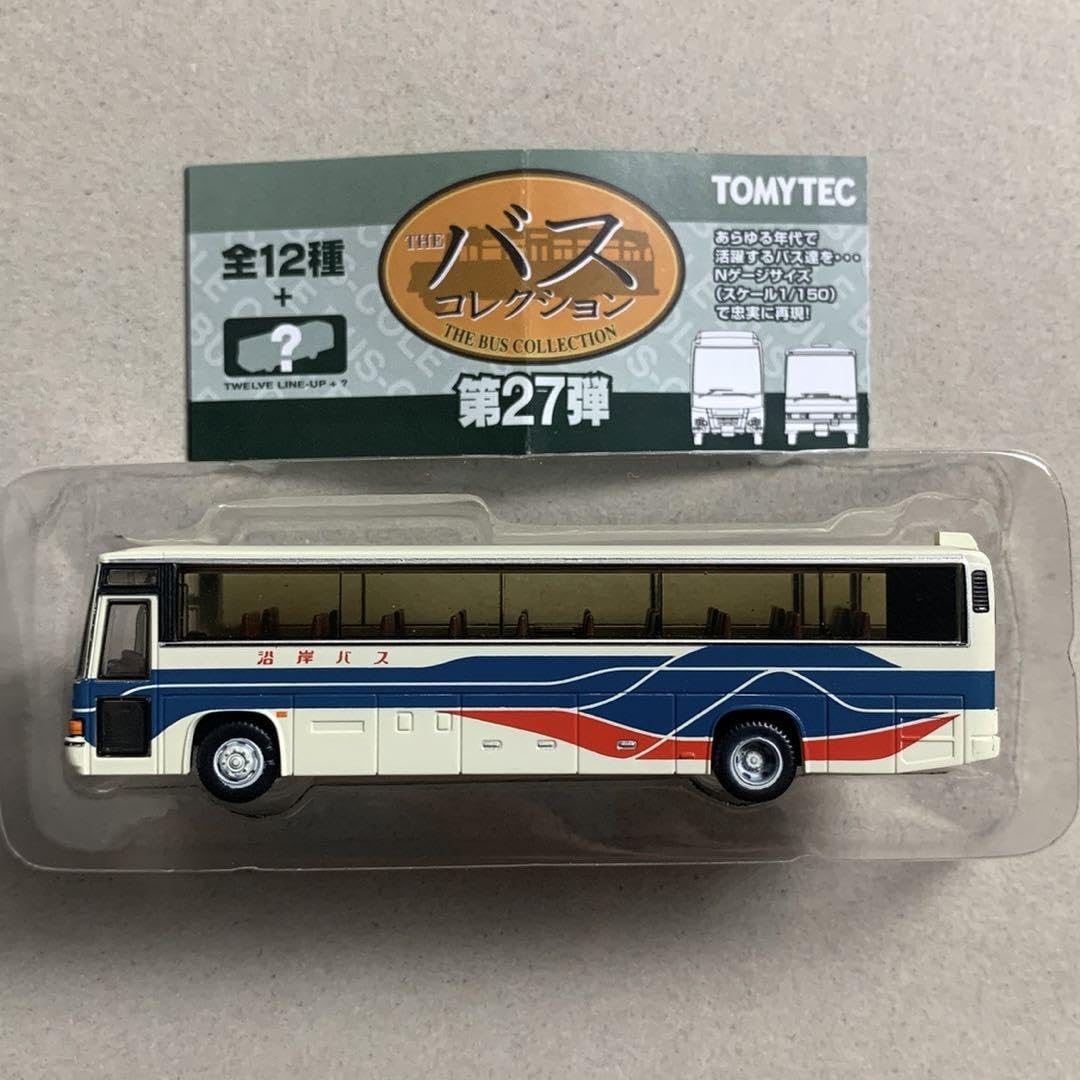 全12種
+
?
TWELVE LINE-UP + ?
THE
バス
コレクション
THE BUS COLLECTION
第27弾
TOMYTEC
あらゆる年代で
活躍するバス達を・・・
Nゲージサイズ
(スケール1/150)
で忠実に再現!
沿岸バス